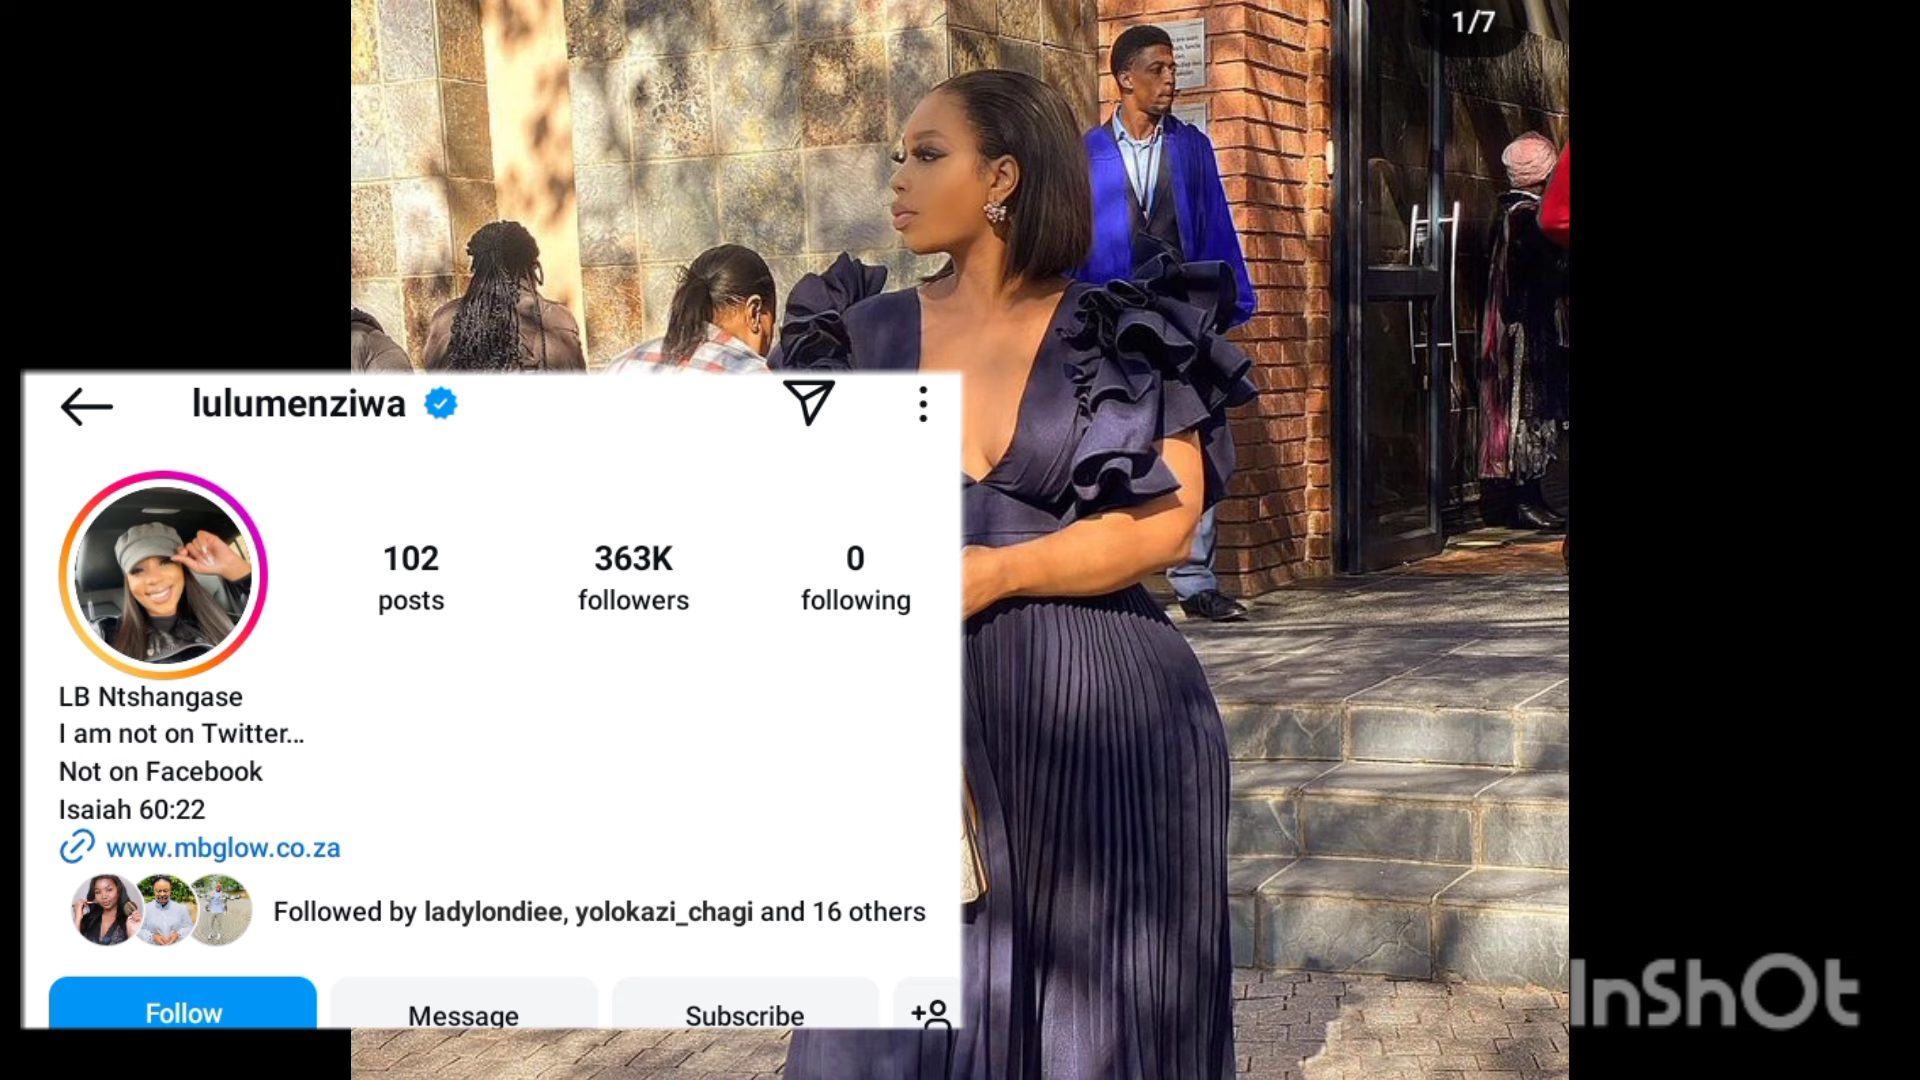 1/7
lulumenziwa
102
posts
363K
followers
0
following
LB Ntshangase
I am not on Twitter...
Not on Facebook
Isaiah 60:22
www.mbglow.co.za
Followed by ladylondiee, yolokazi_chagi and 16 others
Follow
Message
Subscribe
InShOt